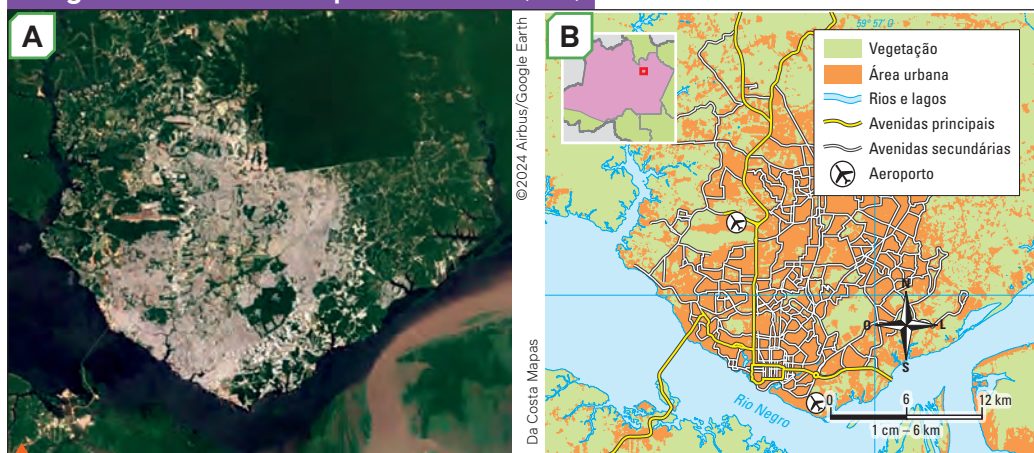 A
©2024 Airbus/Google Earth
Da Costa Mapas
B
59° 57' O
Vegetação
Área urbana
Rios e lagos
Avenidas principais
Avenidas secundárias
Aeroporto
N
O
L
S
Rio Negro
0
6
12 km
1 cm – 6 km